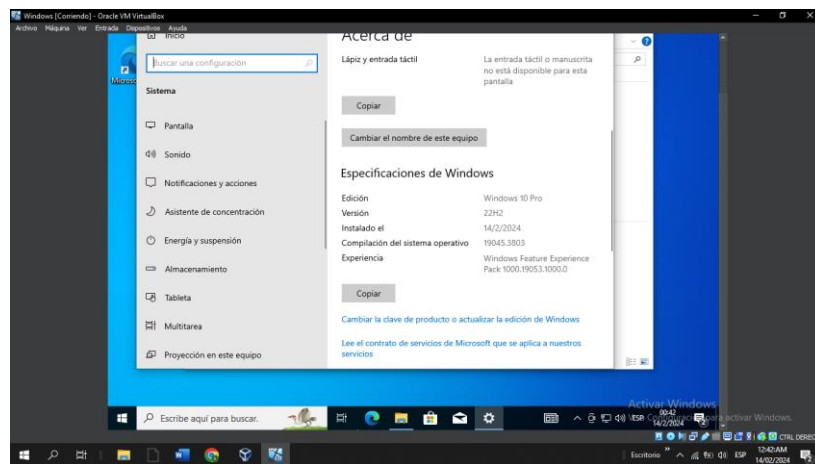 Windows [Corriendo] - Oracle VM VirtualBox
Archivo Máquina Ver Entrada Dispositivos Ayuda
Inicio
Buscar una configuración
Sistema
Pantalla
Sonido
Notificaciones y acciones
Asistente de concentración
Energía y suspensión
Almacenamiento
Tableta
Multitarea
Proyección en este equipo
Acerca de
Lápiz y entrada táctil La entrada táctil o manuscrita
no está disponible para esta
pantalla
Copiar
Cambiar el nombre de este equipo
Especificaciones de Windows
Edición Windows 10 Pro
Versión 22H2
Instalado el 14/2/2024
Compilación del sistema operativo 19045.3803
Experiencia Windows Feature Experience
Pack 1000.19053.1000.0
Copiar
Cambiar la clave de producto o actualizar la edición de Windows
Lee el contrato de servicios de Microsoft que se aplica a nuestros
servicios
Activar Windows
para activar Windows.
Escribe aquí para buscar.
ESP
00:42
14/2/2024
CTRL DEREC
Escritorio
ESP
12:42AM
14/02/2024